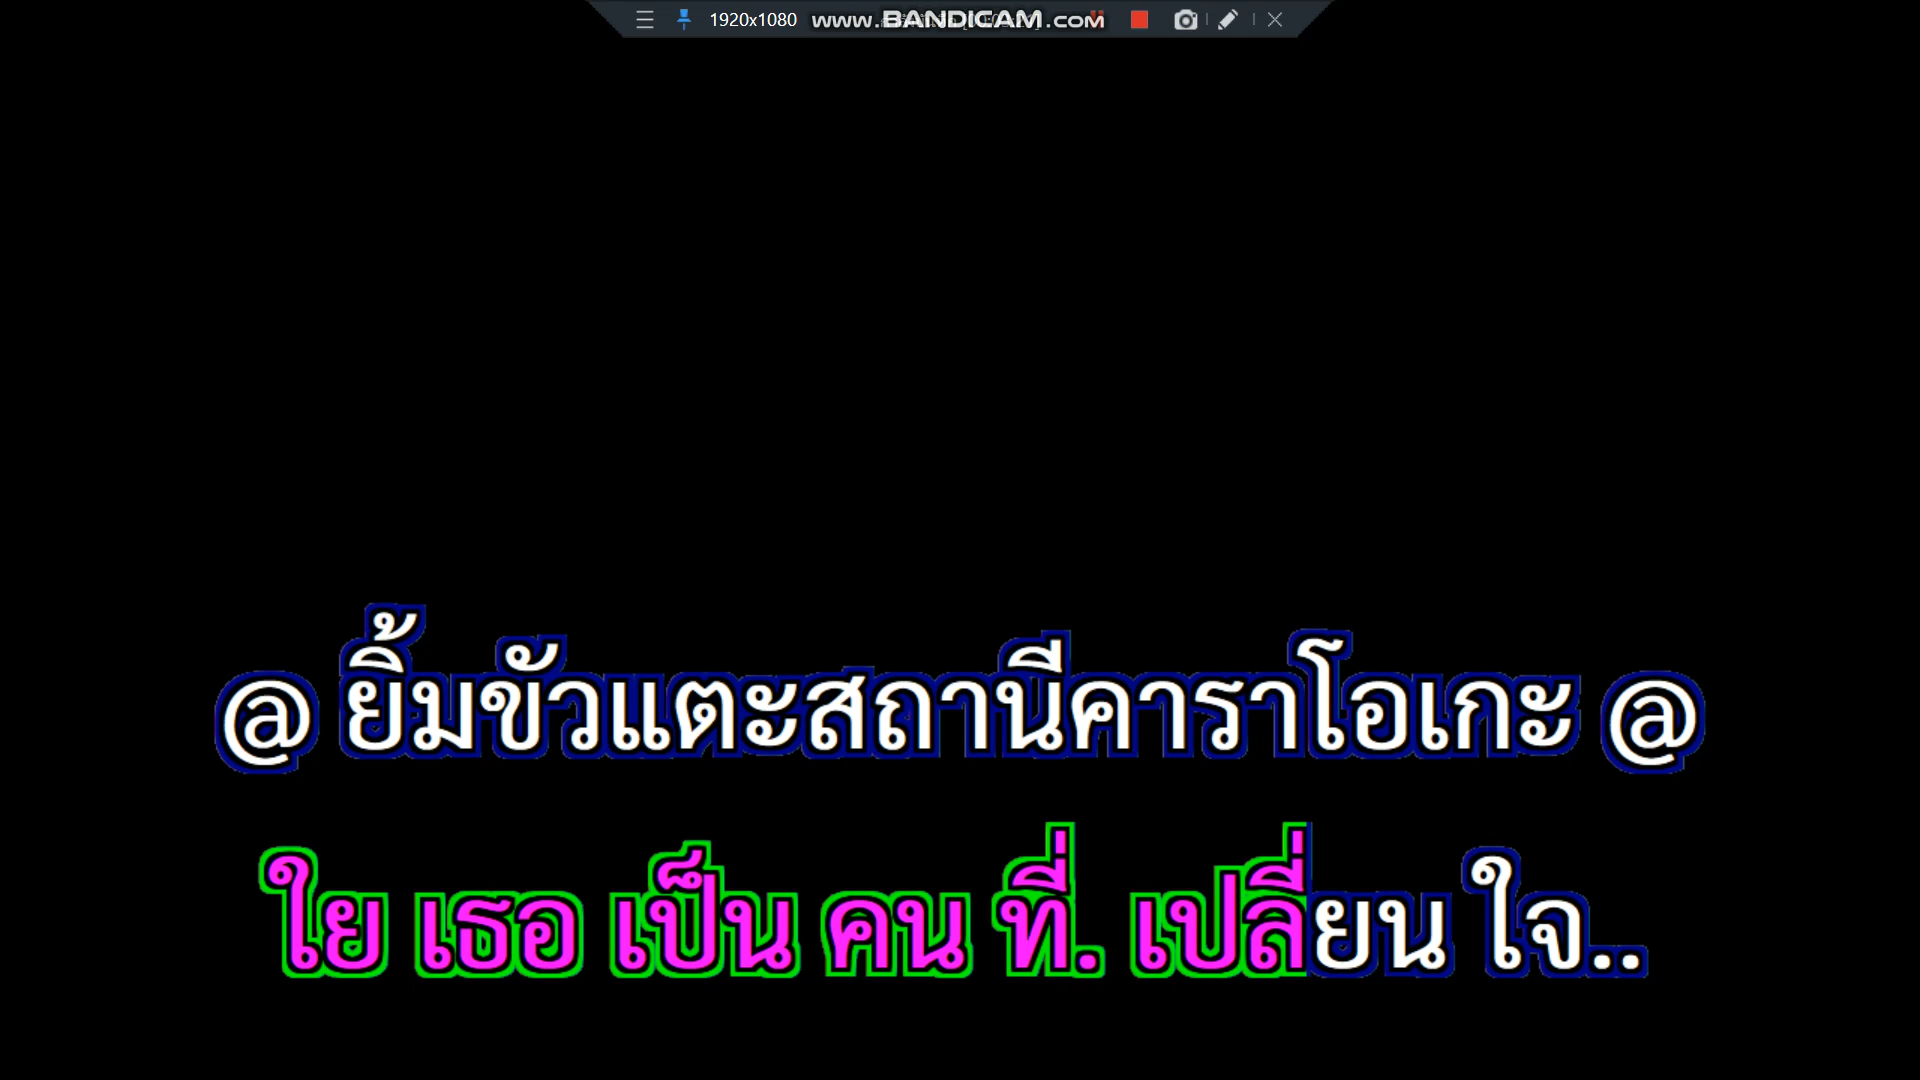 1920x1080 www.BANDICAM.com
@ ยิ้มขัวแตะสถานีคาราโอเกะ @
ใย เธอ เป็น คน ที่. เปลี่ยน ใจ..